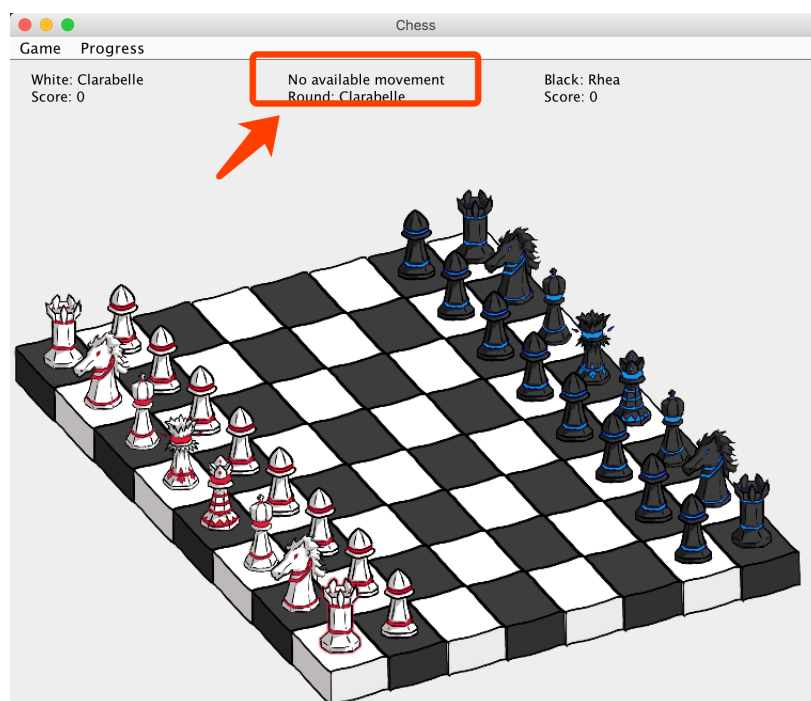 Chess
Game Progress
White: Clarabelle
Score: 0
No available movement
Round: Clarabelle
Black: Rhea
Score: 0